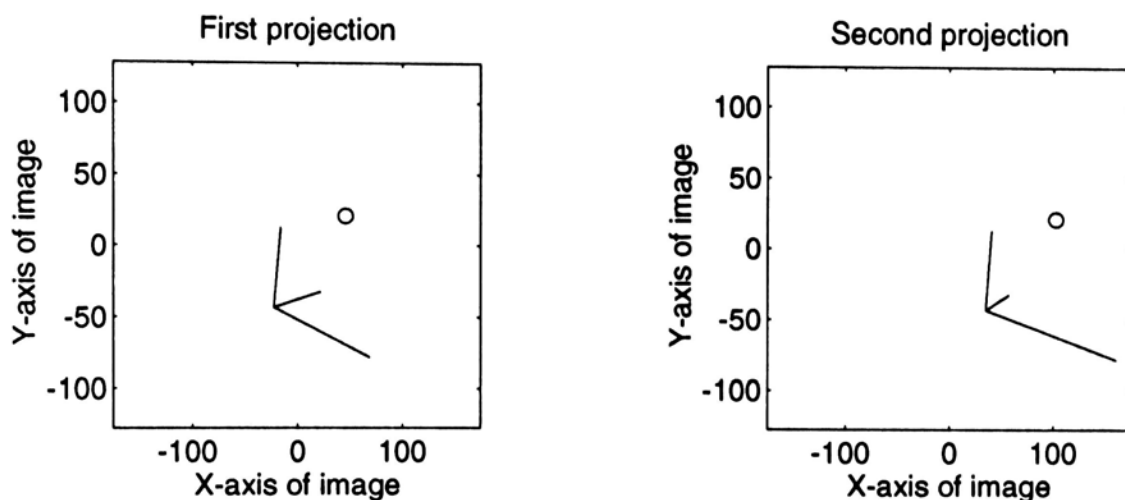 First projection
100
50
0
-50
-100
Y-axis of image
-100 0 100
X-axis of image
Second projection
100
50
0
-50
-100
Y-axis of image
-100 0 100
X-axis of image